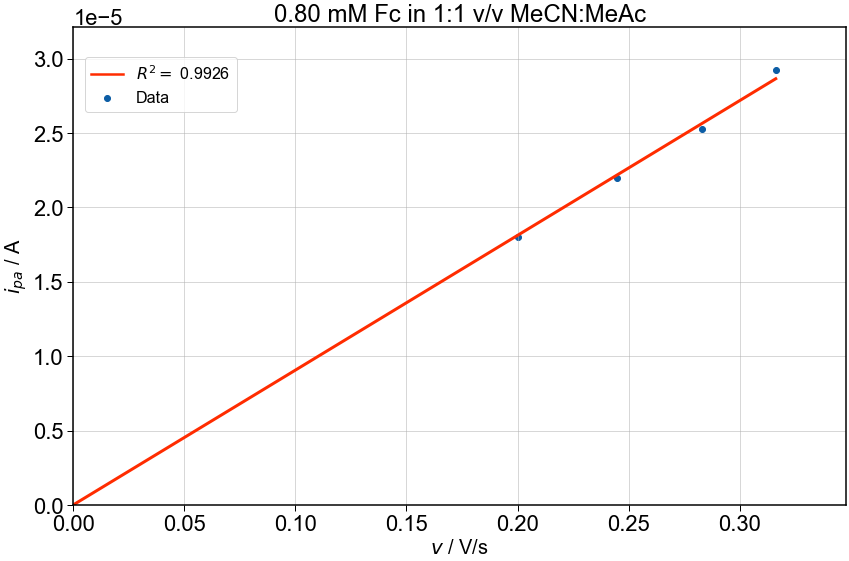 0.80 mM Fc in 1:1 v/v MeCN:MeAc
1e−5
R² = 0.9926
Data
3.0
2.5
2.0
1.5
1.0
0.5
0.0
i_{pa} / A
0.00 0.05 0.10 0.15 0.20 0.25 0.30
v / V/s